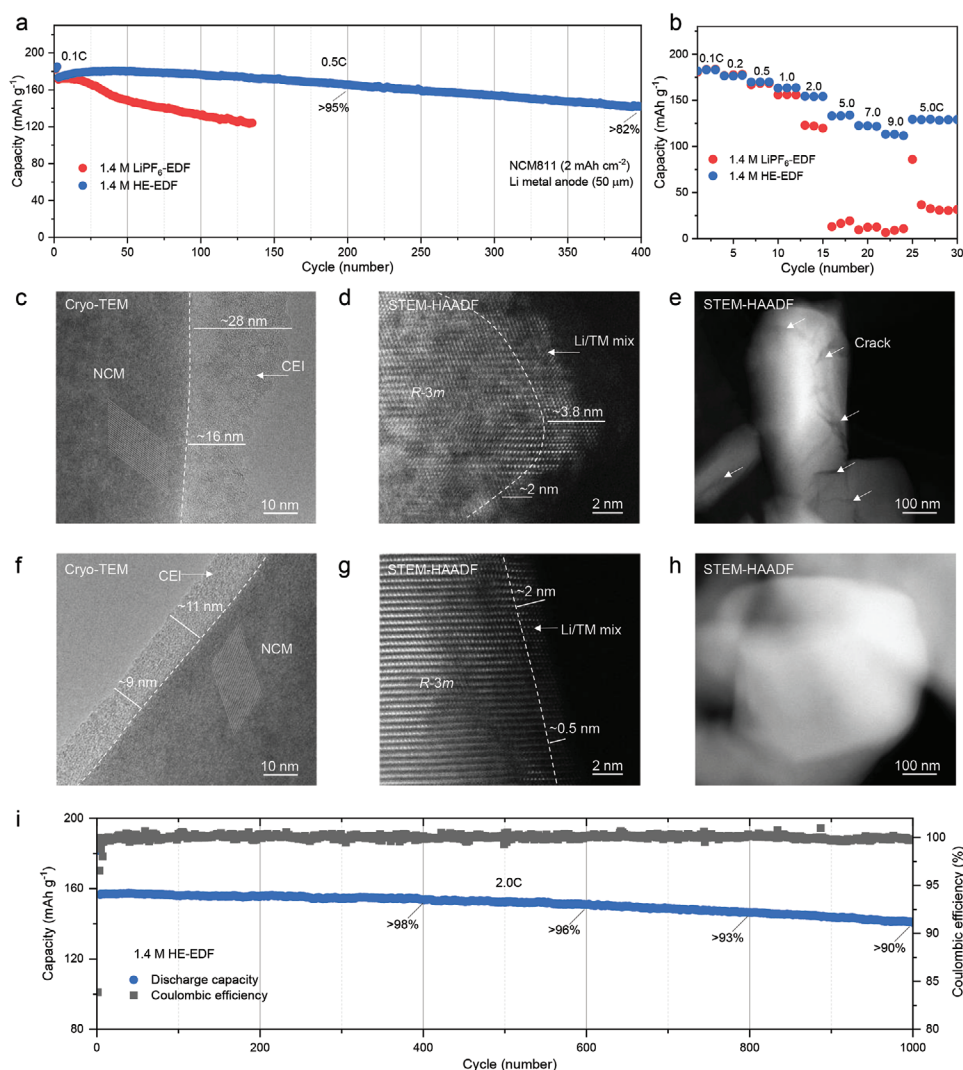 a
Capacity (mAh g⁻¹)
200
160
120
80
40
0
0.1C
0.5C
>95%
>82%
1.4 M LiPF₆-EDF
1.4 M HE-EDF
NCM811 (2 mAh cm⁻²)
Li metal anode (50 μm)
0 50 100 150 200 250 300 350 400
Cycle (number)
b
Capacity (mAh g⁻¹)
200
150
100
50
0
0.1C 0.2 0.5 1.0 2.0 5.0 7.0 9.0 5.0C
1.4 M LiPF₆-EDF
1.4 M HE-EDF
5 10 15 20 25 30
Cycle (number)
c
Cryo-TEM
~28 nm
NCM
CEI
~16 nm
10 nm
d
STEM-HAADF
Li/TM mix
R-3m
~3.8 nm
~2 nm
2 nm
e
STEM-HAADF
Crack
100 nm
f
Cryo-TEM
CEI
~11 nm
NCM
~9 nm
10 nm
g
STEM-HAADF
~2 nm
Li/TM mix
R-3m
~0.5 nm
2 nm
h
STEM-HAADF
100 nm
i
Capacity (mAh g⁻¹)
200
160
120
80
2.0C
>98%
>96%
>93%
>90%
1.4 M HE-EDF
Discharge capacity
Coulombic efficiency
100
95
90
85
80
Coulombic efficiency (%)
0 200 400 600 800 1000
Cycle (number)